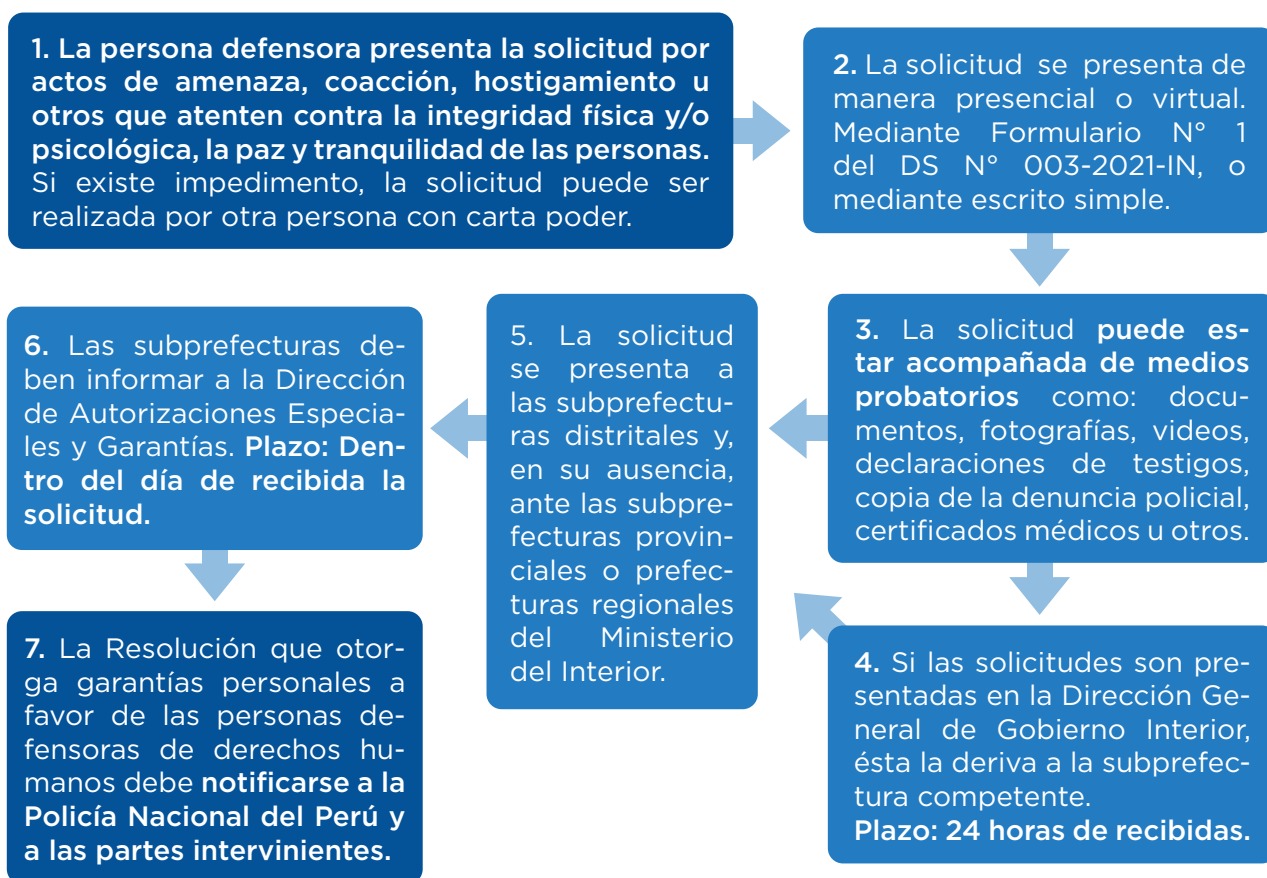 1. La persona defensora presenta la solicitud por
actos de amenaza, coacción, hostigamiento u
otros que atenten contra la integridad física y/o
psicológica, la paz y tranquilidad de las personas.
Si existe impedimento, la solicitud puede ser
realizada por otra persona con carta poder.
2. La solicitud se presenta de
manera presencial o virtual.
Mediante Formulario N° 1
del DS N° 003-2021-IN, o
mediante escrito simple.
3. La solicitud puede es-
tar acompañada de medios
probatorios como: docu-
mentos, fotografías, videos,
declaraciones de testigos,
copia de la denuncia policial,
certificados médicos u otros.
4. Si las solicitudes son pre-
sentadas en la Dirección Ge-
neral de Gobierno Interior,
ésta la deriva a la subprefec-
tura competente.
Plazo: 24 horas de recibidas.
5. La solicitud
se presenta a
las subprefectu-
ras distritales y,
en su ausencia,
ante las subpre-
fecturas provin-
ciales o prefec-
turas regionales
del Ministerio
del Interior.
6. Las subprefecturas de-
ben informar a la Dirección
de Autorizaciones Especia-
les y Garantías. Plazo: Den-
tro del día de recibida la
solicitud.
7. La Resolución que otor-
ga garantías personales a
favor de las personas de-
fensoras de derechos hu-
manos debe notificarse a la
Policía Nacional del Perú y
a las partes intervinientes.